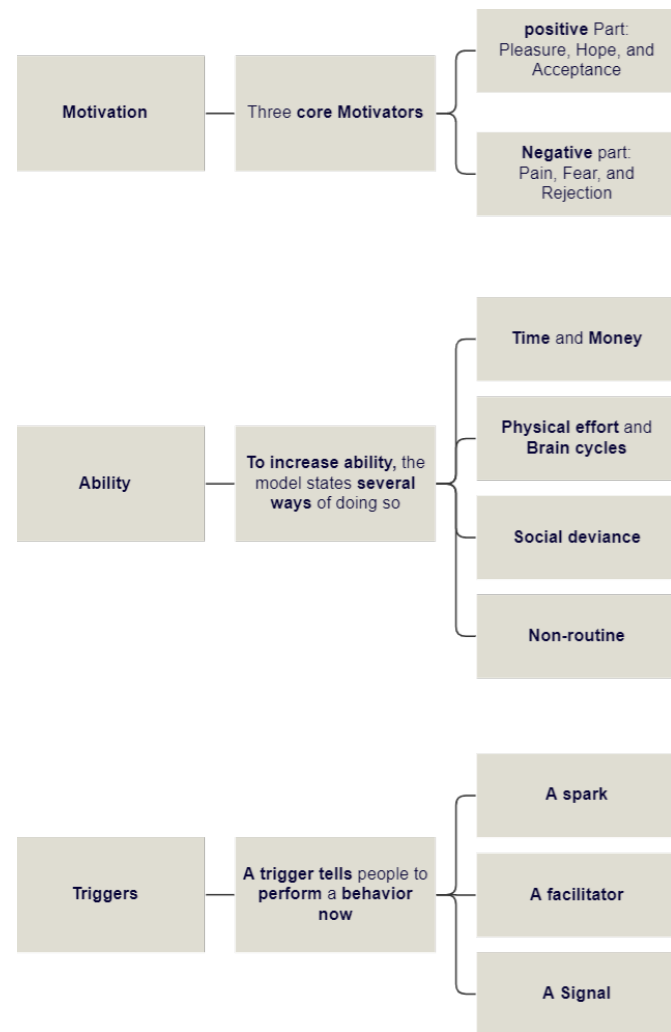 Motivation
Three core Motivators
positive Part:
Pleasure, Hope, and
Acceptance
Negative part:
Pain, Fear, and
Rejection
Ability
To increase ability, the
model states several
ways of doing so
Time and Money
Physical effort and
Brain cycles
Social deviance
Non-routine
Triggers
A trigger tells people to
perform a behavior
now
A spark
A facilitator
A Signal